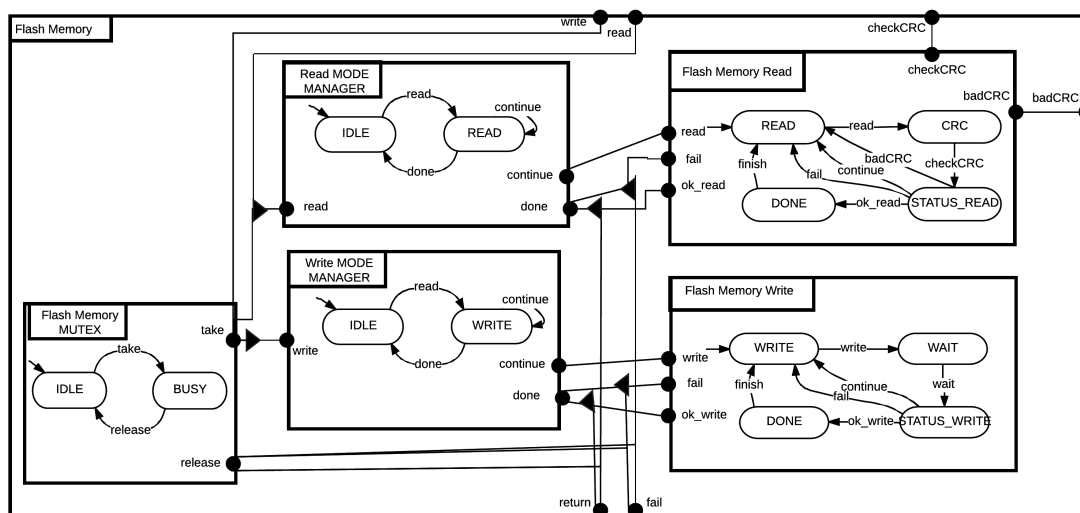 Flash Memory
write
read
checkCRC
checkCRC
badCRC
badCRC
Read MODE
MANAGER
read
IDLE
READ
continue
done
continue
read
done
Flash Memory Read
read
fail
ok_read
READ
read
CRC
badCRC
checkCRC
finish
fail
continue
DONE
ok_read
STATUS_READ
Write MODE
MANAGER
read
IDLE
WRITE
continue
done
write
continue
done
Flash Memory
MUTEX
take
take
IDLE
BUSY
release
release
Flash Memory Write
write
fail
ok_write
WRITE
write
WAIT
wait
finish
continue
fail
DONE
ok_write
STATUS_WRITE
return
fail